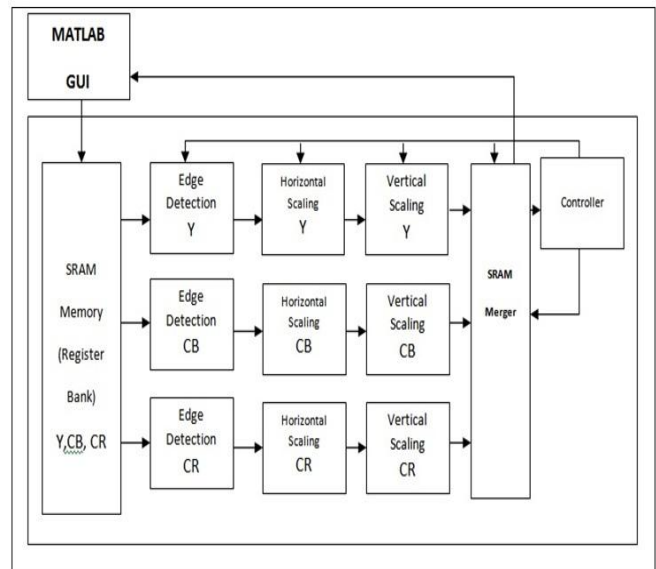 MATLAB
GUI
SRAM
Memory
(Register
Bank)
Y,CB, CR
Edge
Detection
Y
Horizontal
Scaling
Y
Vertical
Scaling
Y
Edge
Detection
CB
Horizontal
Scaling
CB
Vertical
Scaling
CB
Edge
Detection
CR
Horizontal
Scaling
CR
Vertical
Scaling
CR
SRAM
Merger
Controller